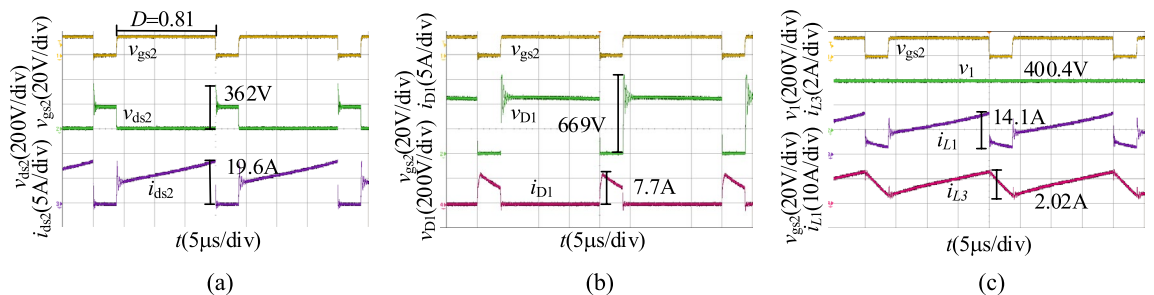 v_ds2(200V/div) v_gs2(20V/div)
i_ds2(5A/div)
D=0.81
v_gs2
362V
v_ds2
19.6A
i_ds2
t(5μs/div)
(a)
v_gs2(20V/div) i_D1(5A/div)
v_D1(200V/div)
v_gs2
v_D1
669V
i_D1
7.7A
t(5μs/div)
(b)
v_1(200V/div)
i_L3(2A/div)
v_gs2(20V/div)
i_L1(10A/div)
v_gs2
v_1
400.4V
14.1A
i_L1
i_L3
2.02A
t(5μs/div)
(c)